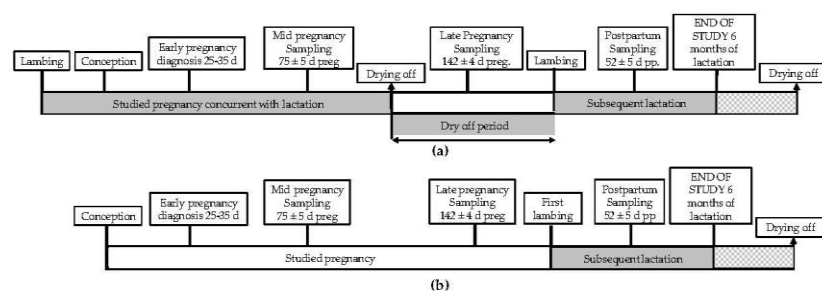 Lambing
Conception
Early pregnancy
diagnosis 25-35 d
Mid pregnancy
Sampling
75 ± 5 d preg
Drying off
Late Pregnancy
Sampling
142 ± 4 d preg.
Lambing
Postpartum
Sampling
52 ± 5 d pp.
END OF
STUDY 6
months of
lactation
Drying off
Studied pregnancy concurrent with lactation
Subsequent lactation
Dry off period
(a)
Conception
Early pregnancy
diagnosis 25-35 d
Mid pregnancy
Sampling
75 ± 5 d preg
Late pregnancy
Sampling
142 ± 4 d preg
First
lambing
Postpartum
Sampling
52 ± 5 d pp
END OF
STUDY 6
months of
lactation
Drying off
Studied pregnancy
Subsequent lactation
(b)